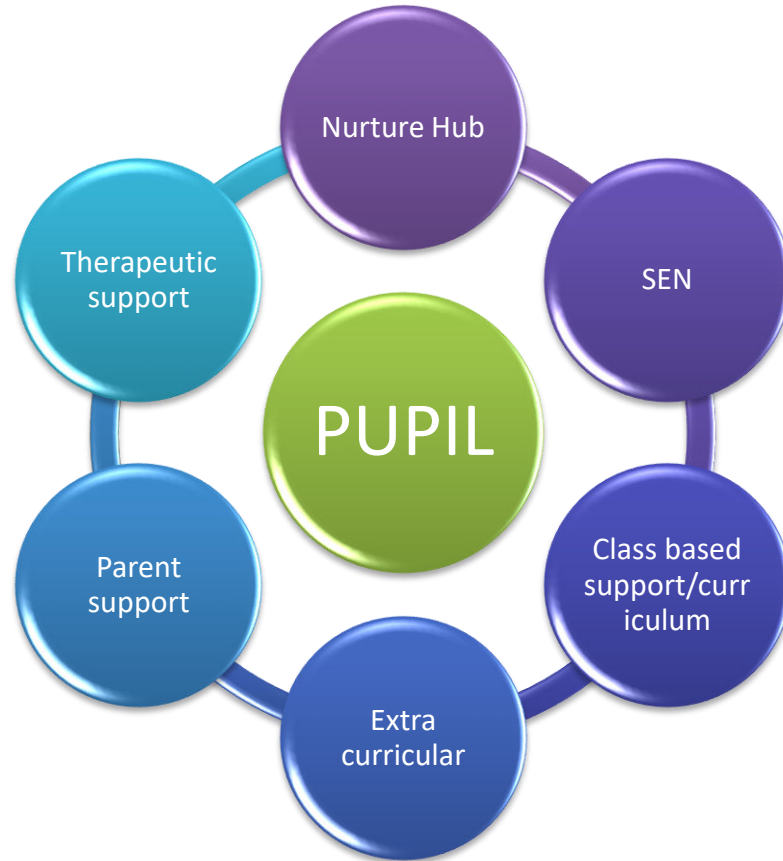 Nurture Hub
SEN
Class based
support/curr
iculum
Extra
curricular
Parent
support
Therapeutic
support
PUPIL